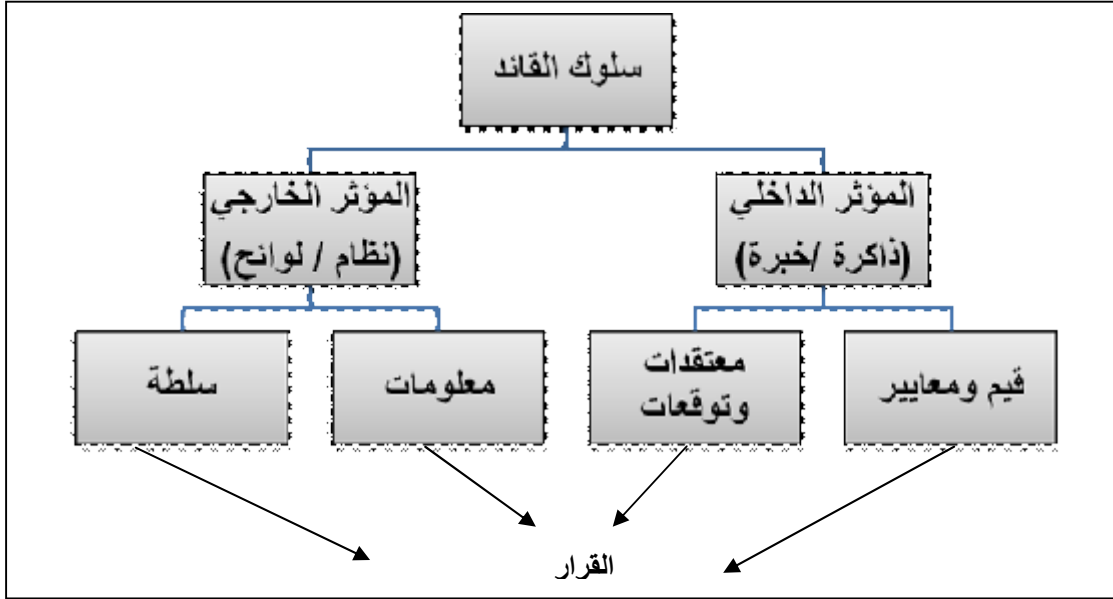 سلوك القائد
المؤثر الداخلي
(ذاكرة /خبرة)
المؤثر الخارجي
(نظام / لوائح)
قيم ومعايير
معتقدات
وتوقعات
معلومات
سلطة
القرار